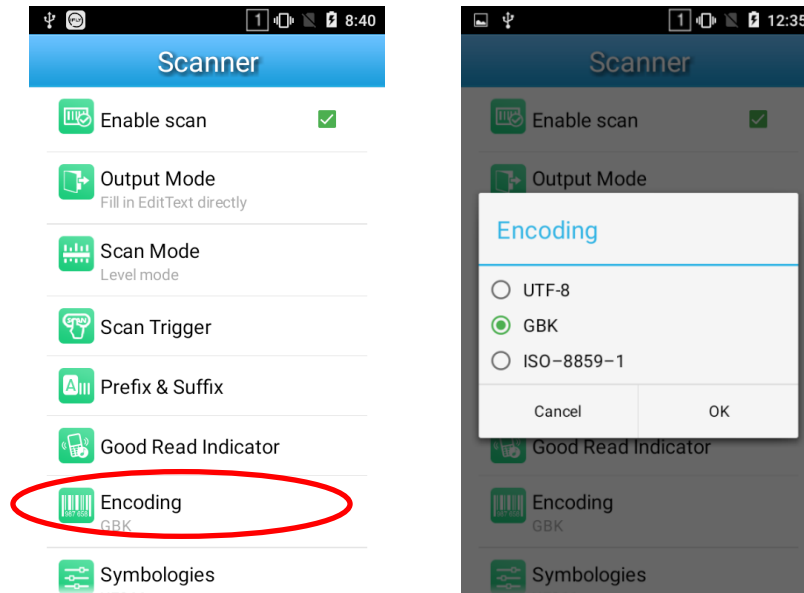 1 8:40
Scanner
Enable scan
Output Mode
Fill in EditText directly
Scan Mode
Level mode
Scan Trigger
Prefix & Suffix
Good Read Indicator
Encoding
GBK
Symbologies
1 12:35
Scanner
Enable scan
Output Mode
Encoding
UTF-8
GBK
ISO-8859-1
Cancel OK
Good Read Indicator
Encoding
GBK
Symbologies